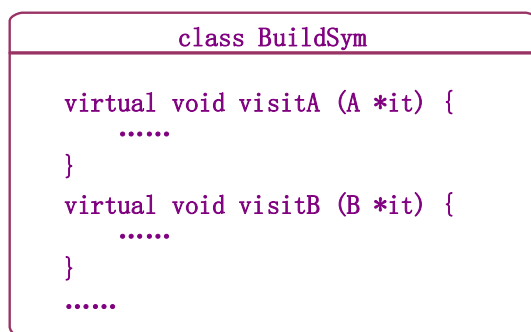 class BuildSym
virtual void visitA (A *it) {
……
}
virtual void visitB (B *it) {
……
}
……